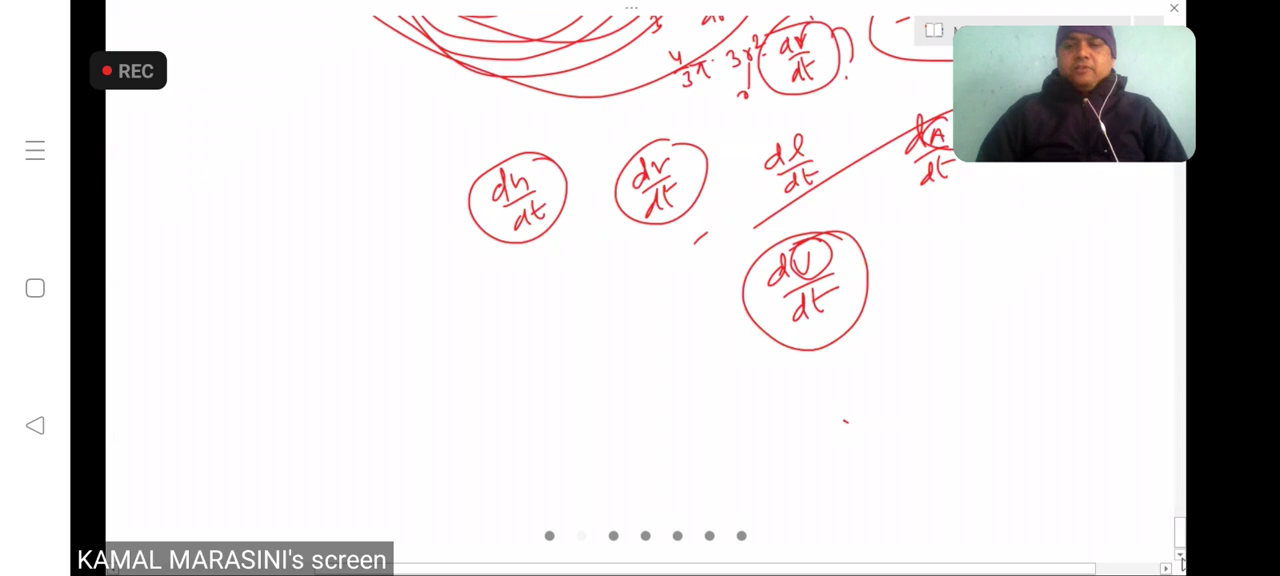 4/3 π. 3r². dr/dt ?
REC
dh/dt dr/dt dl/dt dA/dt
dV/dt
KAMAL MARASINI's screen